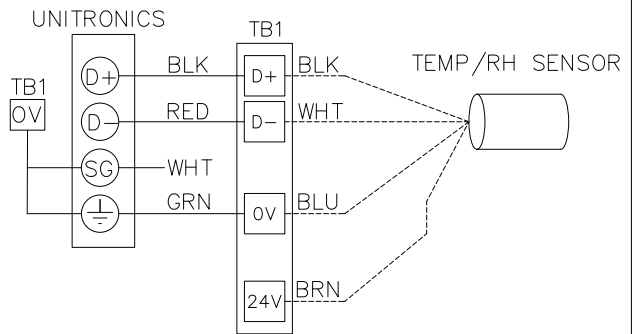 UNITRONICS
TB1
TEMP/RH SENSOR
TB1
0V
D+
BLK
D+
BLK
D-
RED
D-
WHT
SG
WHT
GRN
0V
BLU
24V
BRN